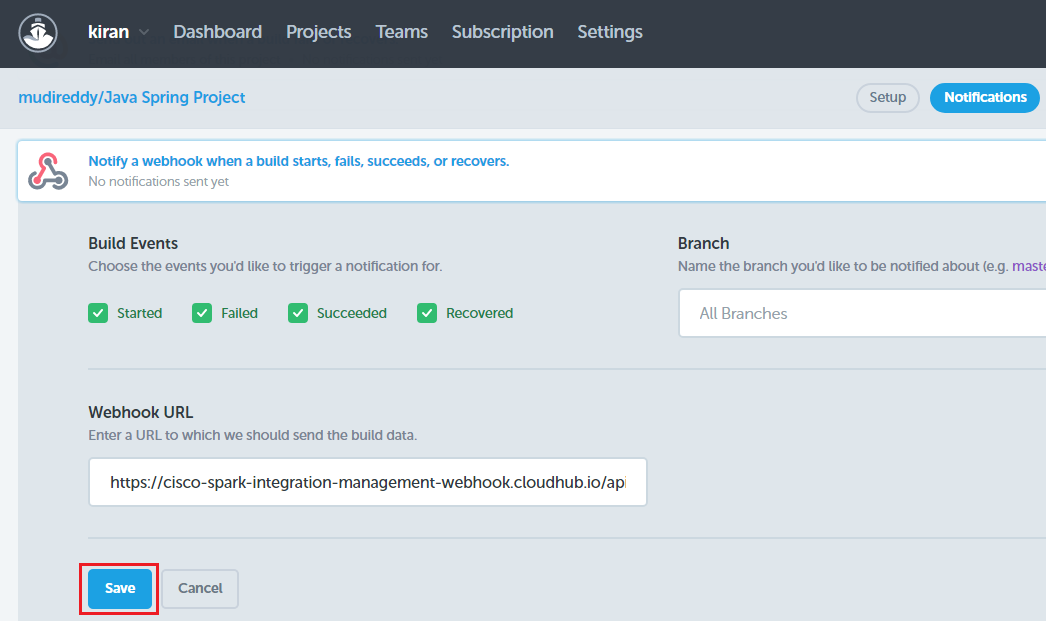 kiran Dashboard Projects Teams Subscription Settings
mudireddy/Java Spring Project Setup Notifications
Notify a webhook when a build starts, fails, succeeds, or recovers.
No notifications sent yet
Build Events
Choose the events you'd like to trigger a notification for.
Started Failed Succeeded Recovered
Branch
Name the branch you'd like to be notified about (e.g. maste
All Branches
Webhook URL
Enter a URL to which we should send the build data.
https://cisco-spark-integration-management-webhook.cloudhub.io/api
Save Cancel